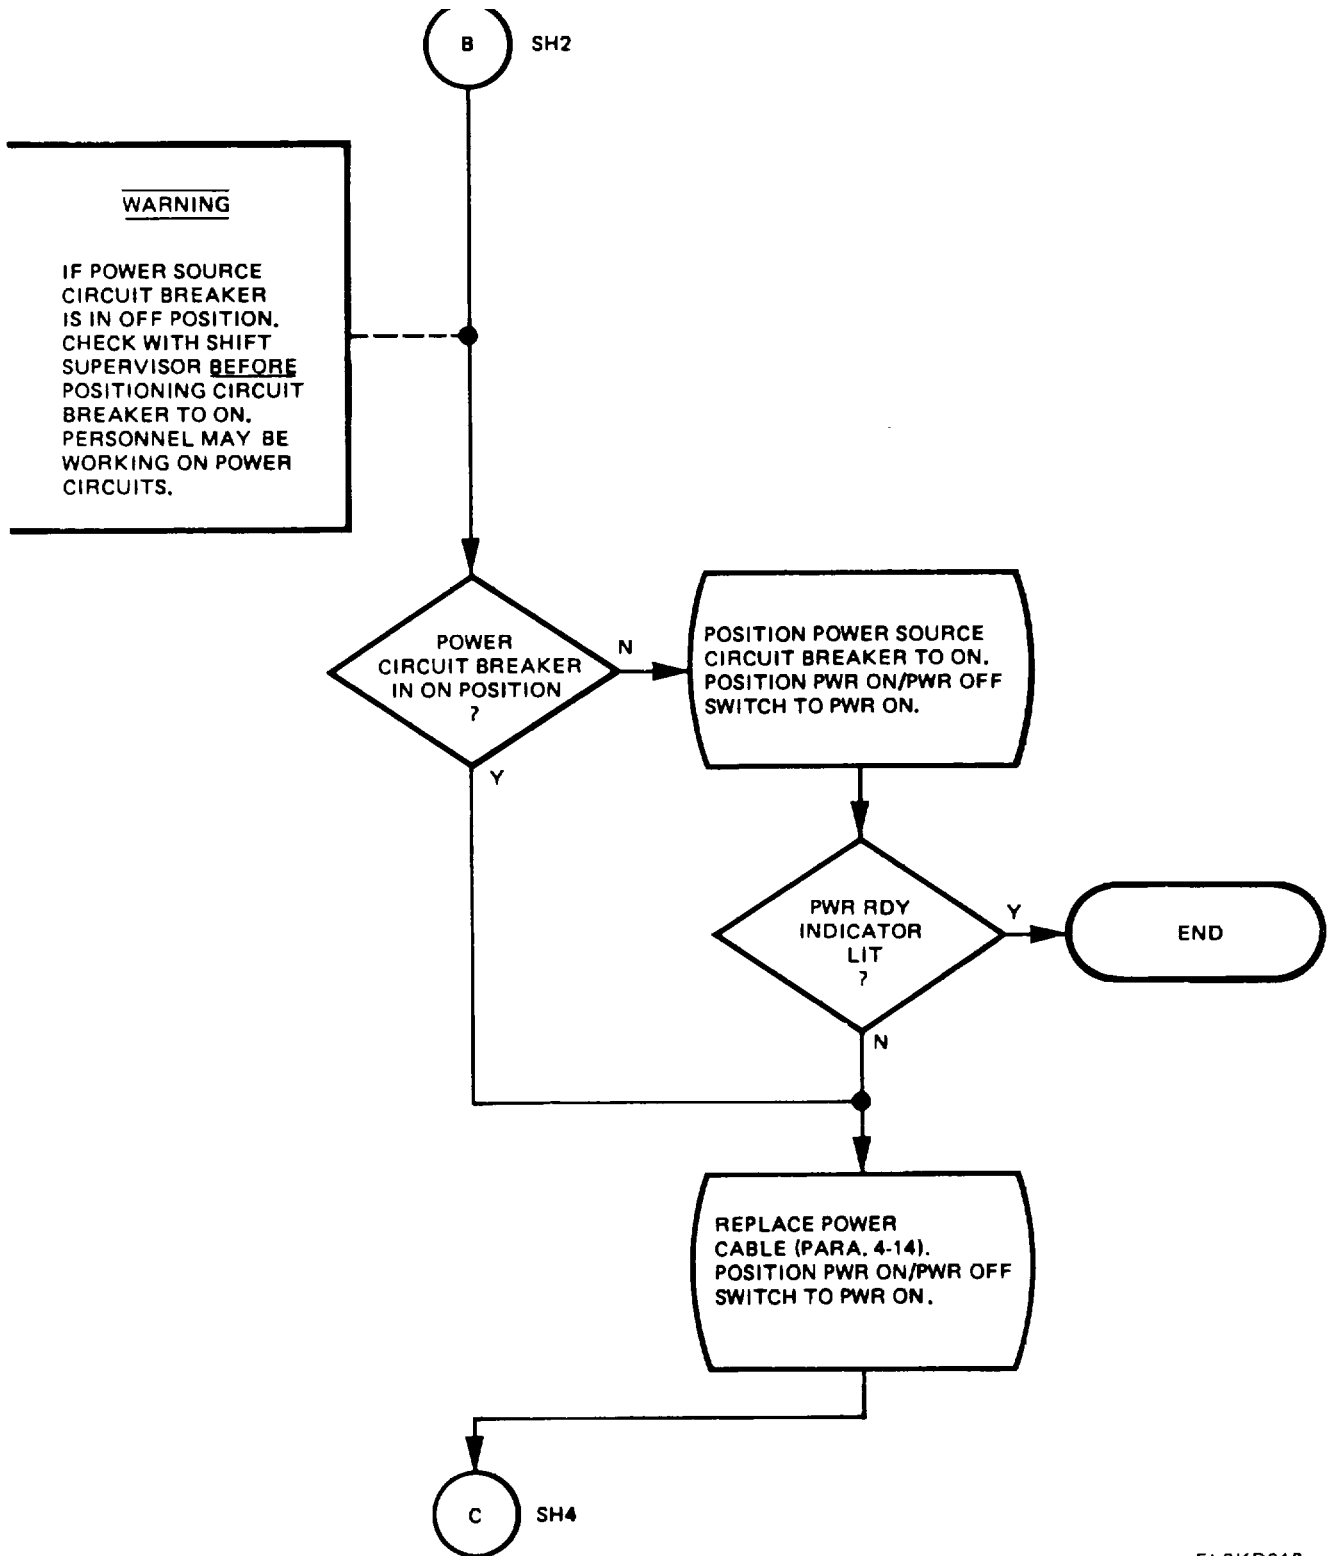 B SH2
WARNING
IF POWER SOURCE
CIRCUIT BREAKER
IS IN OFF POSITION.
CHECK WITH SHIFT
SUPERVISOR BEFORE
POSITIONING CIRCUIT
BREAKER TO ON.
PERSONNEL MAY BE
WORKING ON POWER
CIRCUITS.
POWER
CIRCUIT BREAKER
IN ON POSITION
?
N
Y
POSITION POWER SOURCE
CIRCUIT BREAKER TO ON.
POSITION PWR ON/PWR OFF
SWITCH TO PWR ON.
PWR RDY
INDICATOR
LIT
?
Y
END
N
REPLACE POWER
CABLE (PARA. 4-14).
POSITION PWR ON/PWR OFF
SWITCH TO PWR ON.
C SH4